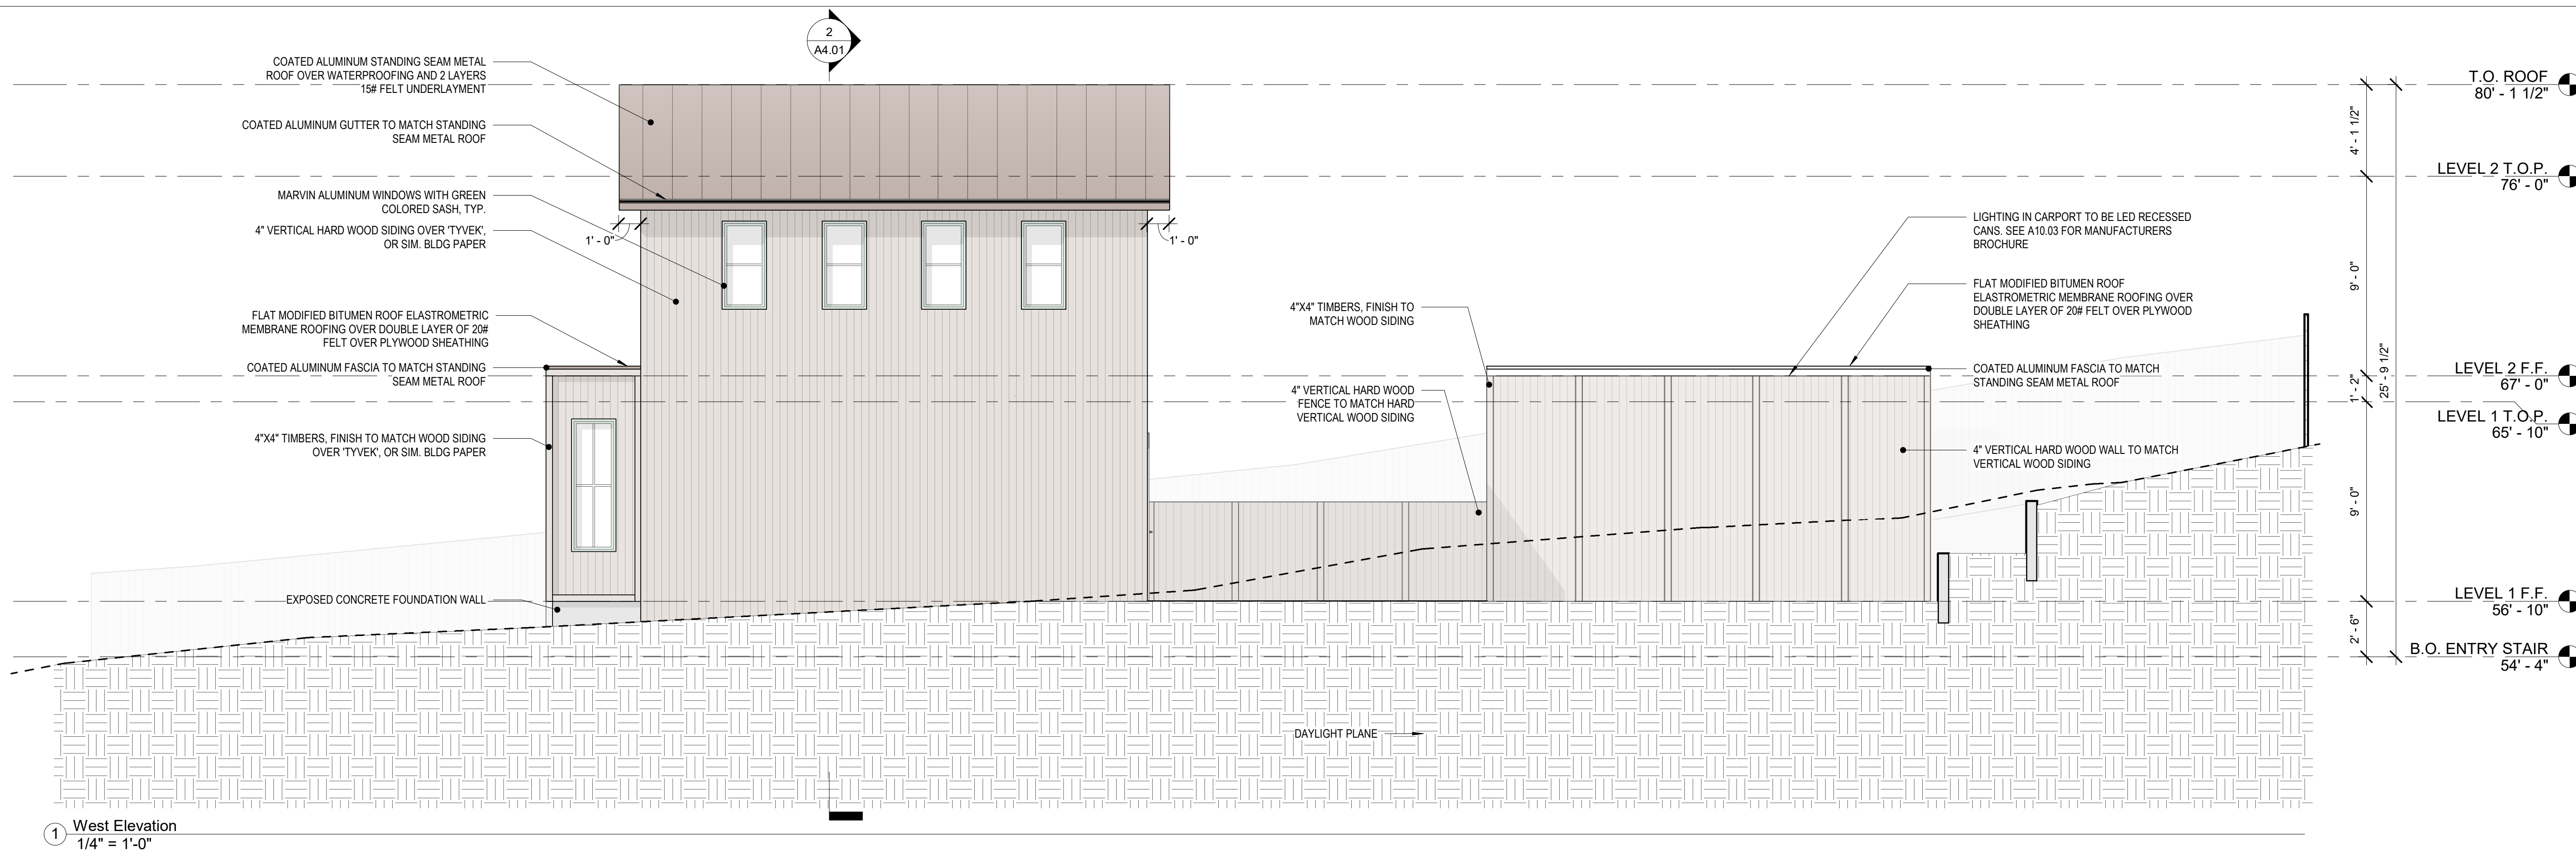 2
A4.01
COATED ALUMINUM STANDING SEAM METAL
ROOF OVER WATERPROOFING AND 2 LAYERS
15# FELT UNDERLAYMENT
COATED ALUMINUM GUTTER TO MATCH STANDING
SEAM METAL ROOF
MARVIN ALUMINUM WINDOWS WITH GREEN
COLORED SASH, TYP.
4" VERTICAL HARD WOOD SIDING OVER 'TYVEK',
OR SIM. BLDG PAPER
FLAT MODIFIED BITUMEN ROOF ELASTROMETRIC
MEMBRANE ROOFING OVER DOUBLE LAYER OF 20#
FELT OVER PLYWOOD SHEATHING
COATED ALUMINUM FASCIA TO MATCH STANDING
SEAM METAL ROOF
4"X4" TIMBERS, FINISH TO MATCH WOOD SIDING
OVER 'TYVEK', OR SIM. BLDG PAPER
EXPOSED CONCRETE FOUNDATION WALL
1' - 0"
1' - 0"
4"X4" TIMBERS, FINISH TO
MATCH WOOD SIDING
4" VERTICAL HARD WOOD
FENCE TO MATCH HARD
VERTICAL WOOD SIDING
LIGHTING IN CARPORT TO BE LED RECESSED
CANS. SEE A10.03 FOR MANUFACTURERS
BROCHURE
FLAT MODIFIED BITUMEN ROOF
ELASTROMETRIC MEMBRANE ROOFING OVER
DOUBLE LAYER OF 20# FELT OVER PLYWOOD
SHEATHING
COATED ALUMINUM FASCIA TO MATCH
STANDING SEAM METAL ROOF
4" VERTICAL HARD WOOD WALL TO MATCH
VERTICAL WOOD SIDING
DAYLIGHT PLANE
4' - 1 1/2"
9' - 0"
1' - 2"
9' - 0"
2' - 6"
25' - 9 1/2"
T.O. ROOF
80' - 1 1/2"
LEVEL 2 T.O.P.
76' - 0"
LEVEL 2 F.F.
67' - 0"
LEVEL 1 T.O.P.
65' - 10"
LEVEL 1 F.F.
56' - 10"
B.O. ENTRY STAIR
54' - 4"
1
West Elevation
1/4" = 1'-0"